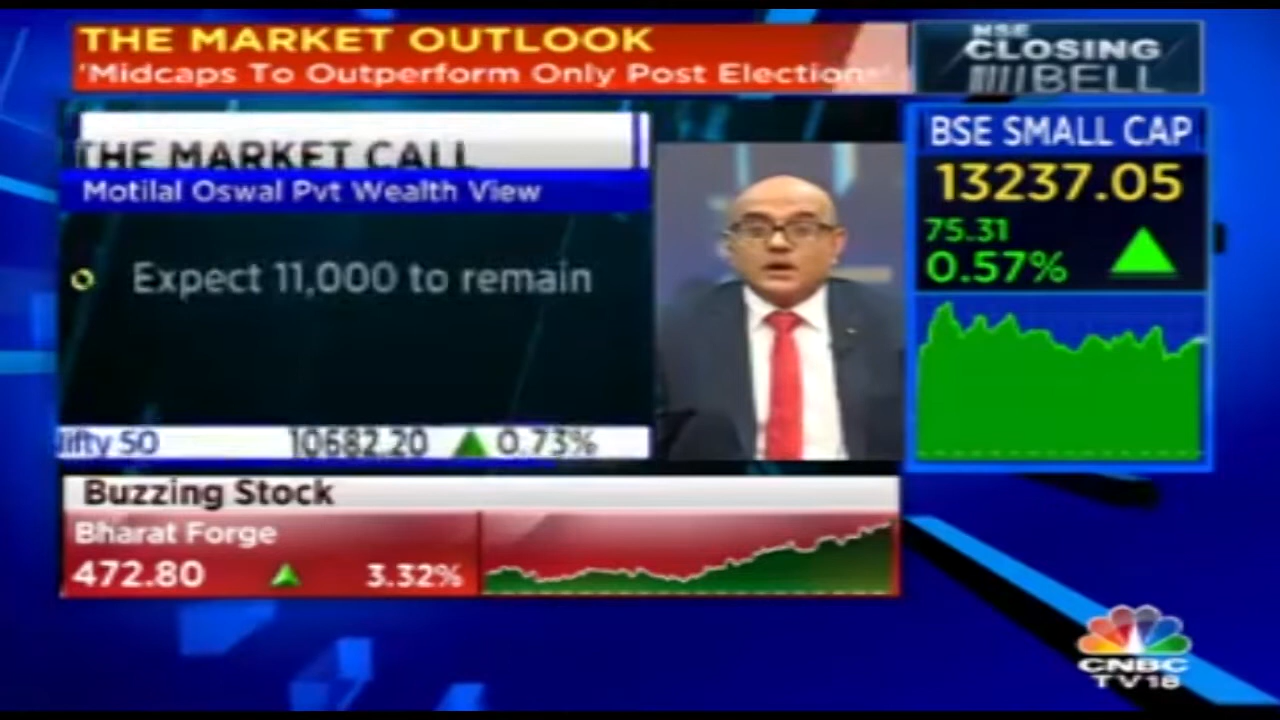 THE MARKET OUTLOOK
'Midcaps To Outperform Only Post Elections'
NSE
CLOSING
BELL
THE MARKET CALL
Motilal Oswal Pvt Wealth View
Expect 11,000 to remain
Nifty 50 10682.20 0.73%
BSE SMALL CAP
13237.05
75.31
0.57%
Buzzing Stock
Bharat Forge
472.80 3.32%
CNBC
TV18